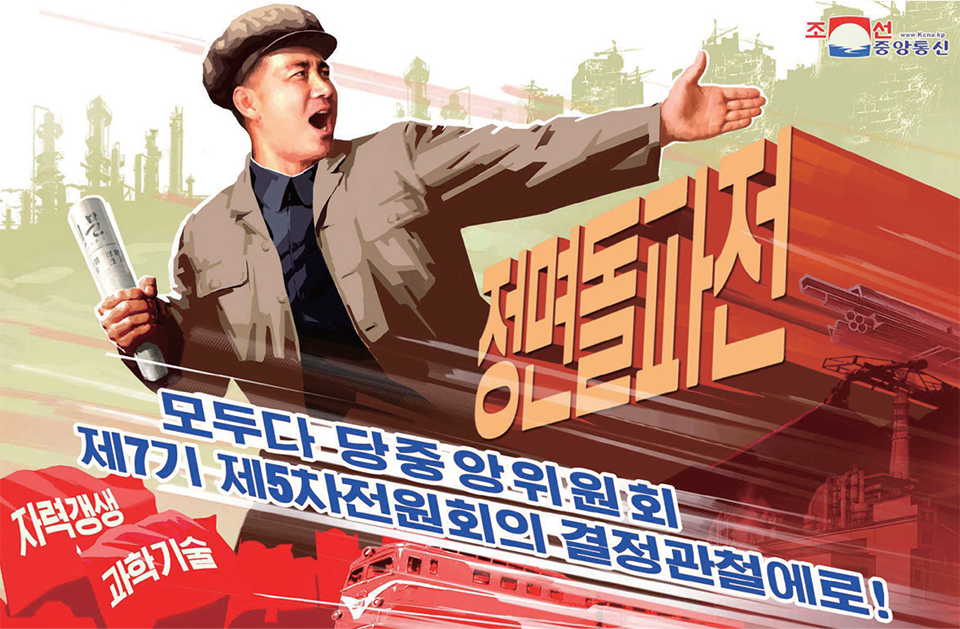 조선
www.Kcna.kp
중앙통신
정면돌파전
모두다 당중앙위원회
제7기 제5차전원회의 결정관철에로!
자력갱생
과학기술